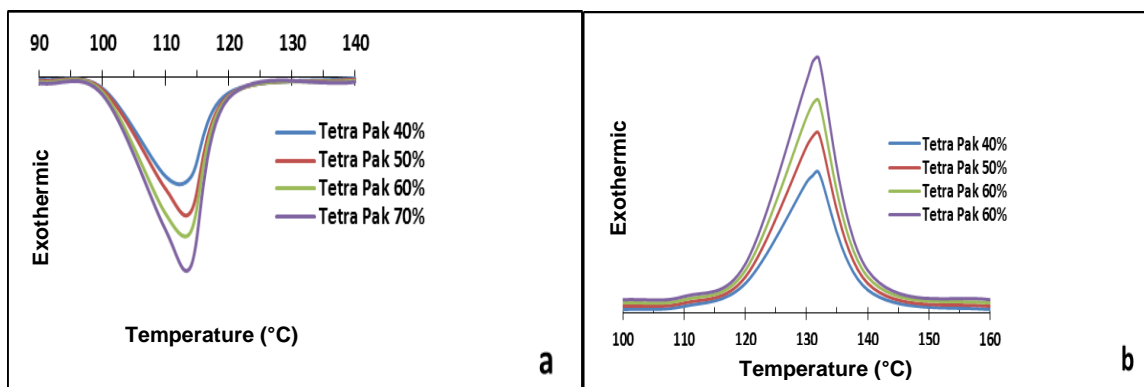 90 100 110 120 130 140
Tetra Pak 40%
Tetra Pak 50%
Tetra Pak 60%
Tetra Pak 70%
Exothermic
Temperature (°C)
a
Exothermic
Tetra Pak 40%
Tetra Pak 50%
Tetra Pak 60%
Tetra Pak 60%
100 110 120 130 140 150 160
Temperature (°C)
b